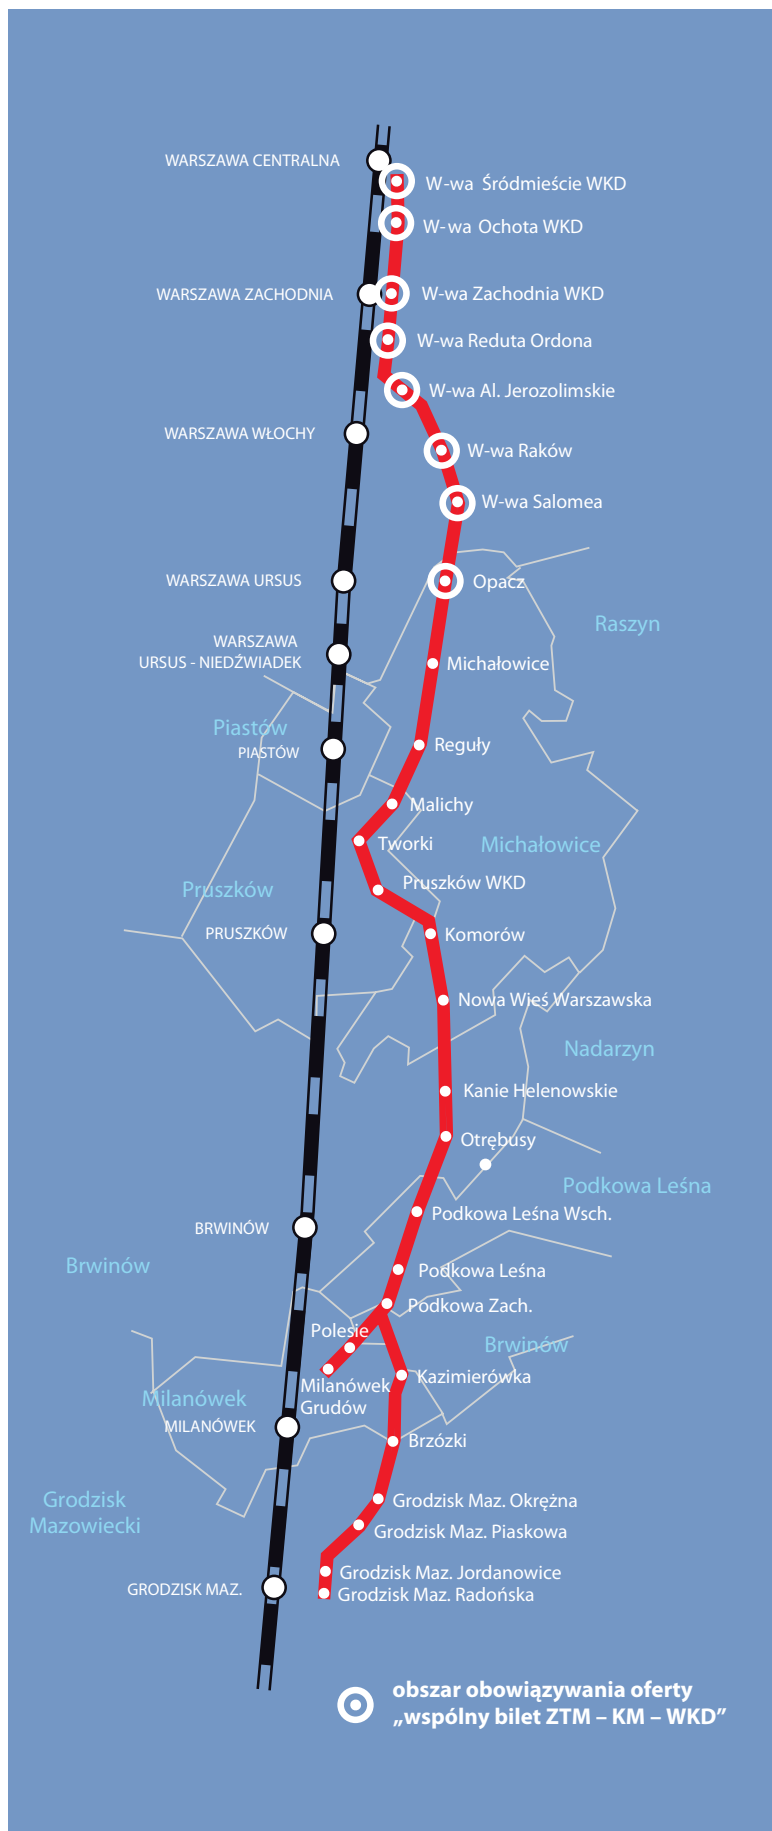 WARSZAWA CENTRALNA
W-wa Śródmieście WKD
W-wa Ochota WKD
WARSZAWA ZACHODNIA
W-wa Zachodnia WKD
W-wa Reduta Ordona
W-wa Al. Jerozolimskie
WARSZAWA WŁOCHY
W-wa Raków
W-wa Salomea
WARSZAWA URSUS
Opacz
Raszyn
WARSZAWA
URSUS - NIEDŹWIADEK
Michałowice
Piastów
PIASTÓW
Reguły
Malichy
Tworki
Michałowice
Pruszków
Pruszków WKD
PRUSZKÓW
Komorów
Nowa Wieś Warszawska
Nadarzyn
Kanie Helenowskie
Otrębusy
Podkowa Leśna
Podkowa Leśna Wsch.
BRWINÓW
Brwinów
Podkowa Leśna
Podkowa Zach.
Polesie
Brwinów
Kazimierówka
Milanówek
Grudów
Milanówek
MILANÓWEK
Brzózki
Grodzisk
Mazowiecki
Grodzisk Maz. Okrężna
Grodzisk Maz. Piaskowa
Grodzisk Maz. Jordanowice
GRODZISK MAZ.
Grodzisk Maz. Radońska
obszar obowiązywania oferty
„wspólny bilet ZTM – KM – WKD”